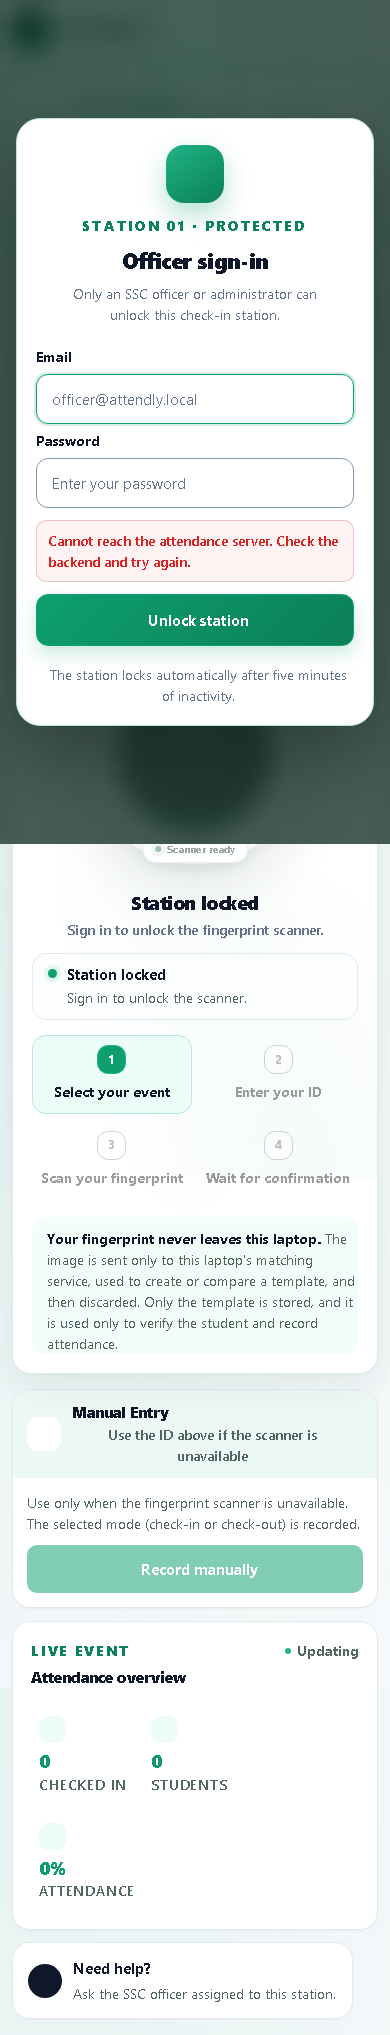 STATION 01 · PROTECTED
Officer sign-in
Only an SSC officer or administrator can
unlock this check-in station.
Email
officer@attendly.local
Password
Enter your password
Cannot reach the attendance server. Check the
backend and try again.
Unlock station
The station locks automatically after five minutes
of inactivity.
Scanner ready
Station locked
Sign in to unlock the fingerprint scanner.
Station locked
Sign in to unlock the scanner.
1
Select your event
2
Enter your ID
3
Scan your fingerprint
4
Wait for confirmation
Your fingerprint never leaves this laptop. The
image is sent only to this laptop's matching
service, used to create or compare a template, and
then discarded. Only the template is stored, and it
is used only to verify the student and record
attendance.
Manual Entry
Use the ID above if the scanner is
unavailable
Use only when the fingerprint scanner is unavailable.
The selected mode (check-in or check-out) is recorded.
Record manually
LIVE EVENT
Updating
Attendance overview
0
CHECKED IN
0
STUDENTS
0%
ATTENDANCE
Need help?
Ask the SSC officer assigned to this station.